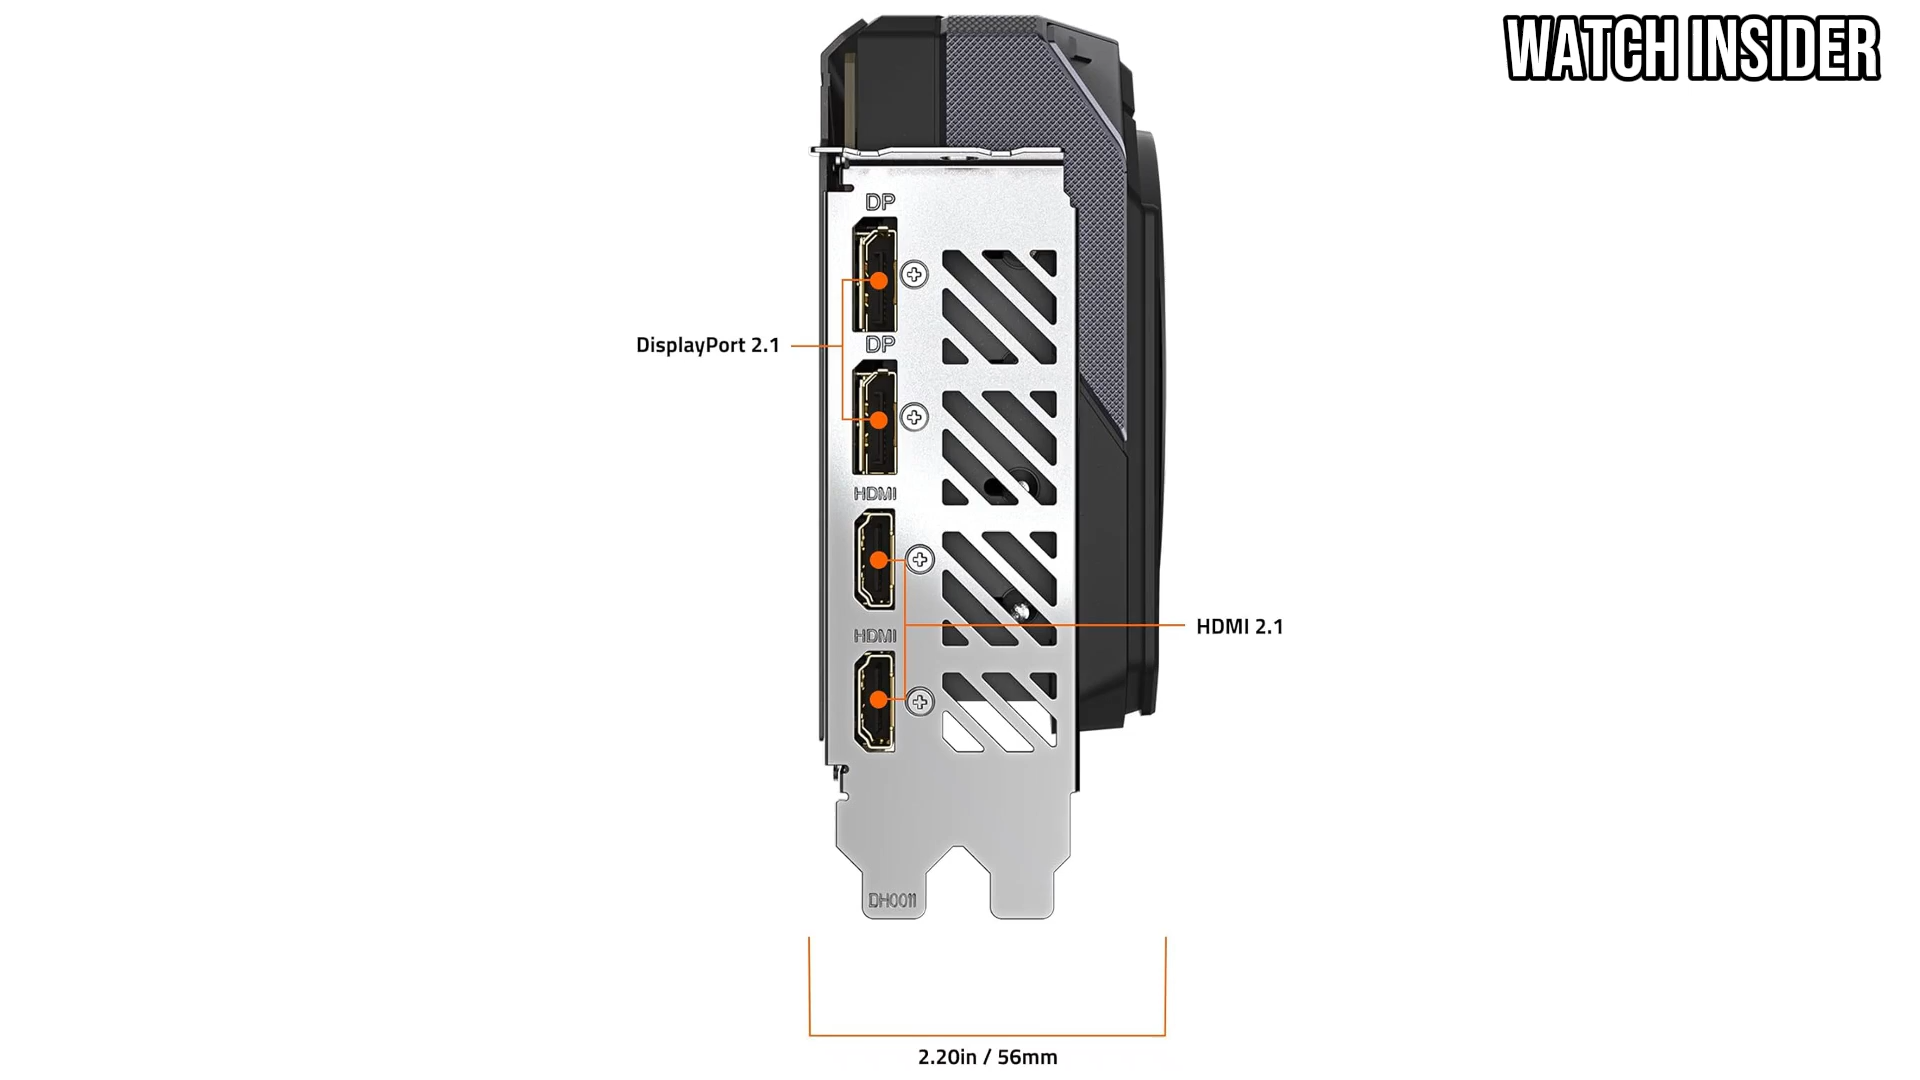 WATCH INSIDER
DP
DisplayPort 2.1
DP
HDMI
HDMI 2.1
HDMI
DH0011
2.20in / 56mm